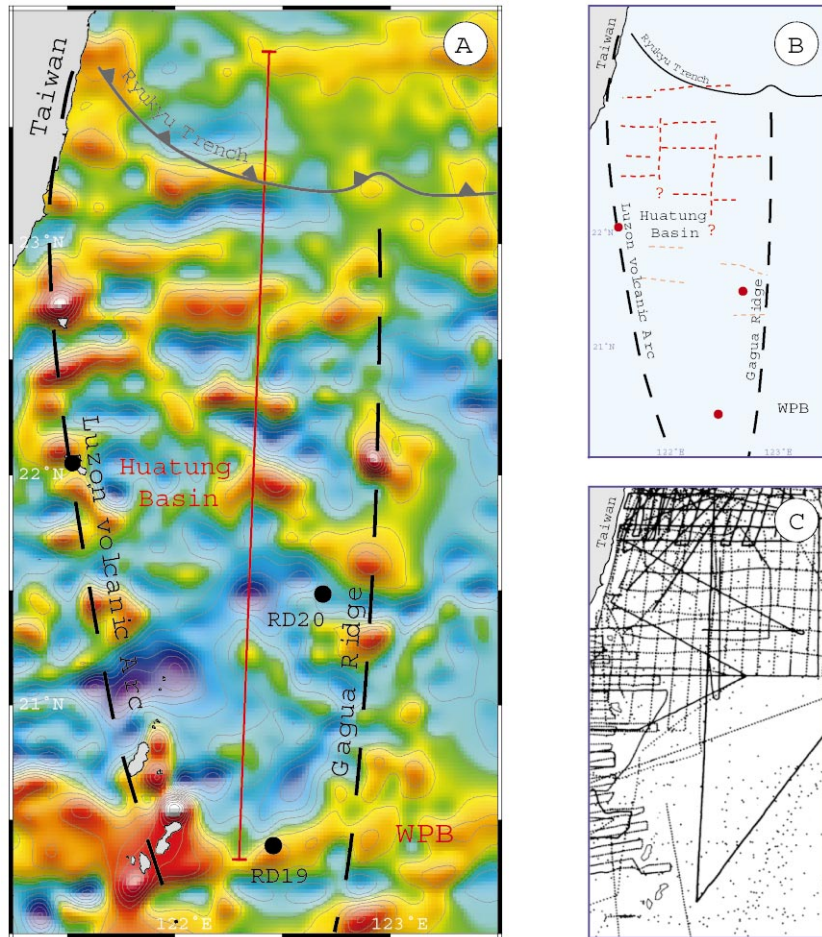 A
Taiwan
Ryukyu Trench
23°N
Luzon volcanic Arc
22°N
Huatung
Basin
RD20
Gagua Ridge
21°N
WPB
RD19
122°E
123°E
B
Taiwan
Ryukyu Trench
?
Huatung
Basin
?
22°N
Luzon volcanic Arc
Gagua Ridge
21°N
WPB
122°E
123°E
C
Taiwan